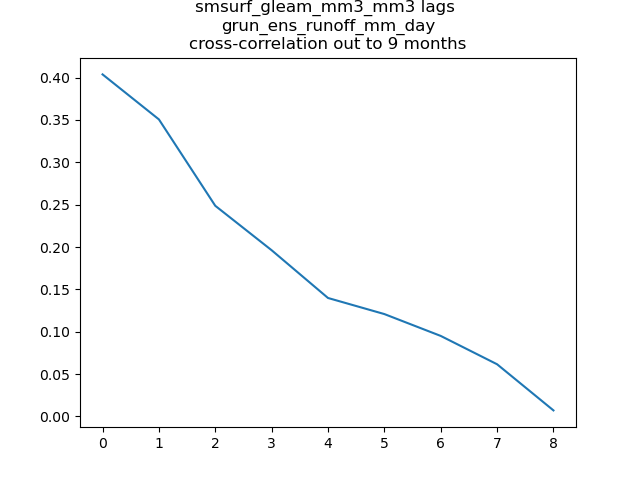 smsurf_gleam_mm3_mm3 lags
grun_ens_runoff_mm_day
cross-correlation out to 9 months
0.40
0.35
0.30
0.25
0.20
0.15
0.10
0.05
0.00
0 1 2 3 4 5 6 7 8